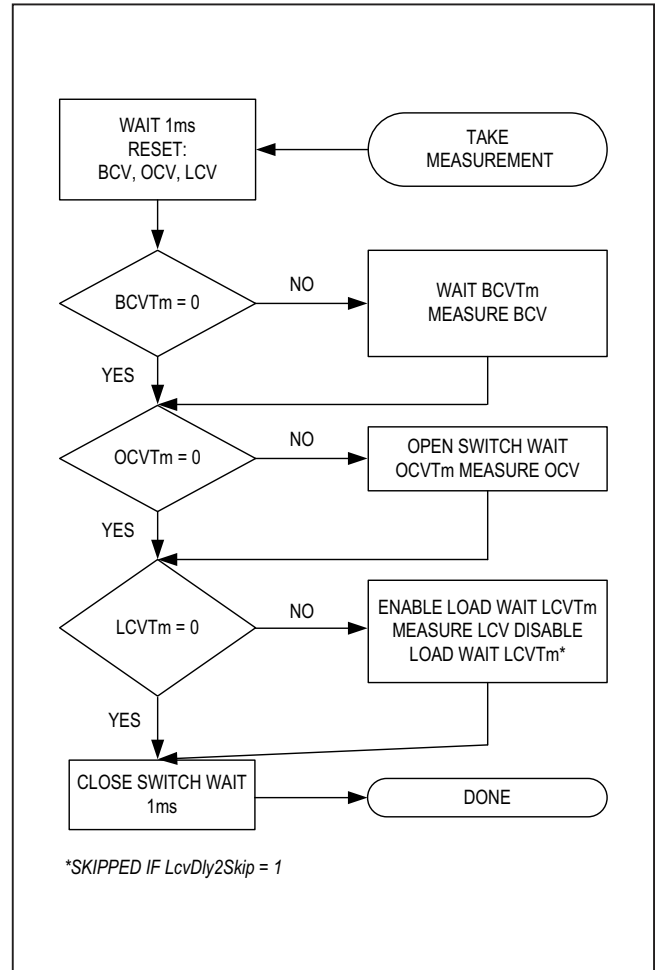 TAKE
MEASUREMENT
WAIT 1ms
RESET:
BCV, OCV, LCV
BCVTm = 0
NO
WAIT BCVTm
MEASURE BCV
YES
OCVTm = 0
NO
OPEN SWITCH WAIT
OCVTm MEASURE OCV
YES
LCVTm = 0
NO
ENABLE LOAD WAIT LCVTm
MEASURE LCV DISABLE
LOAD WAIT LCVTm*
YES
CLOSE SWITCH WAIT
1ms
DONE
*SKIPPED IF LcvDly2Skip = 1